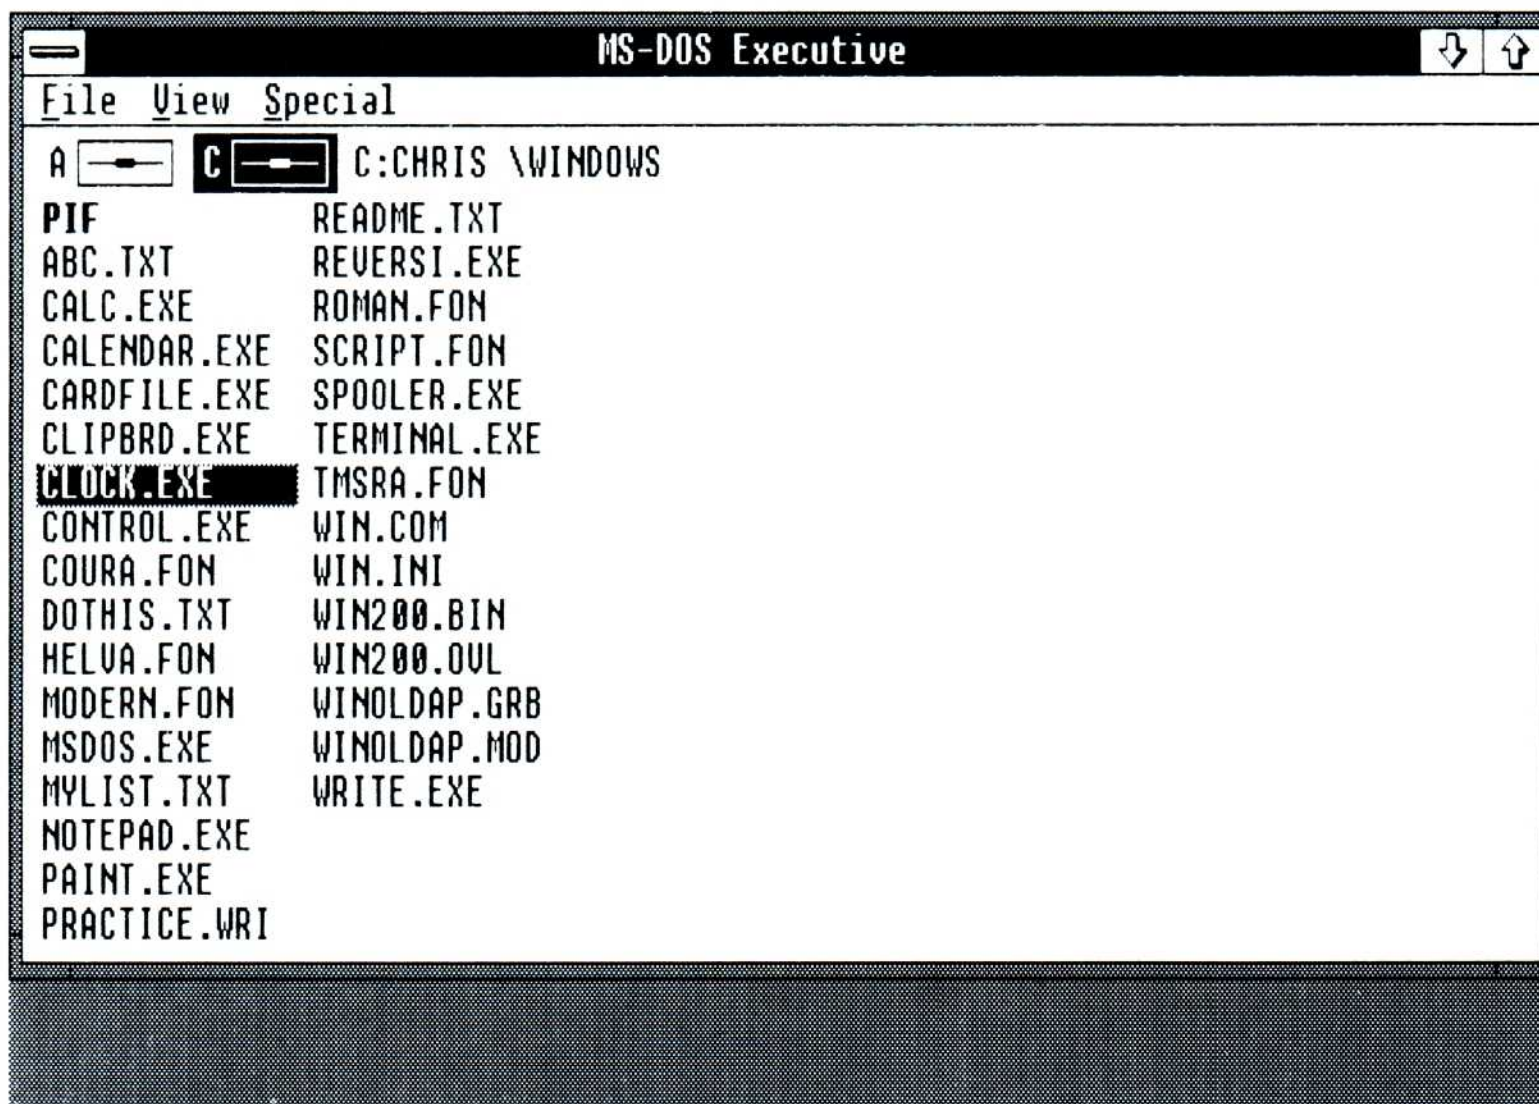 MS-DOS Executive
File View Special
A C C:CHRIS \WINDOWS
PIF
ABC.TXT
CALC.EXE
CALENDAR.EXE
CARDFILE.EXE
CLIPBRD.EXE
CLOCK.EXE
CONTROL.EXE
COURA.FON
DOTHIS.TXT
HELVA.FON
MODERN.FON
MSDOS.EXE
MYLIST.TXT
NOTEPAD.EXE
PAINT.EXE
PRACTICE.WRI
README.TXT
REVERSI.EXE
ROMAN.FON
SCRIPT.FON
SPOOLER.EXE
TERMINAL.EXE
TMSRA.FON
WIN.COM
WIN.INI
WIN200.BIN
WIN200.OVL
WINOLDAP.GRB
WINOLDAP.MOD
WRITE.EXE